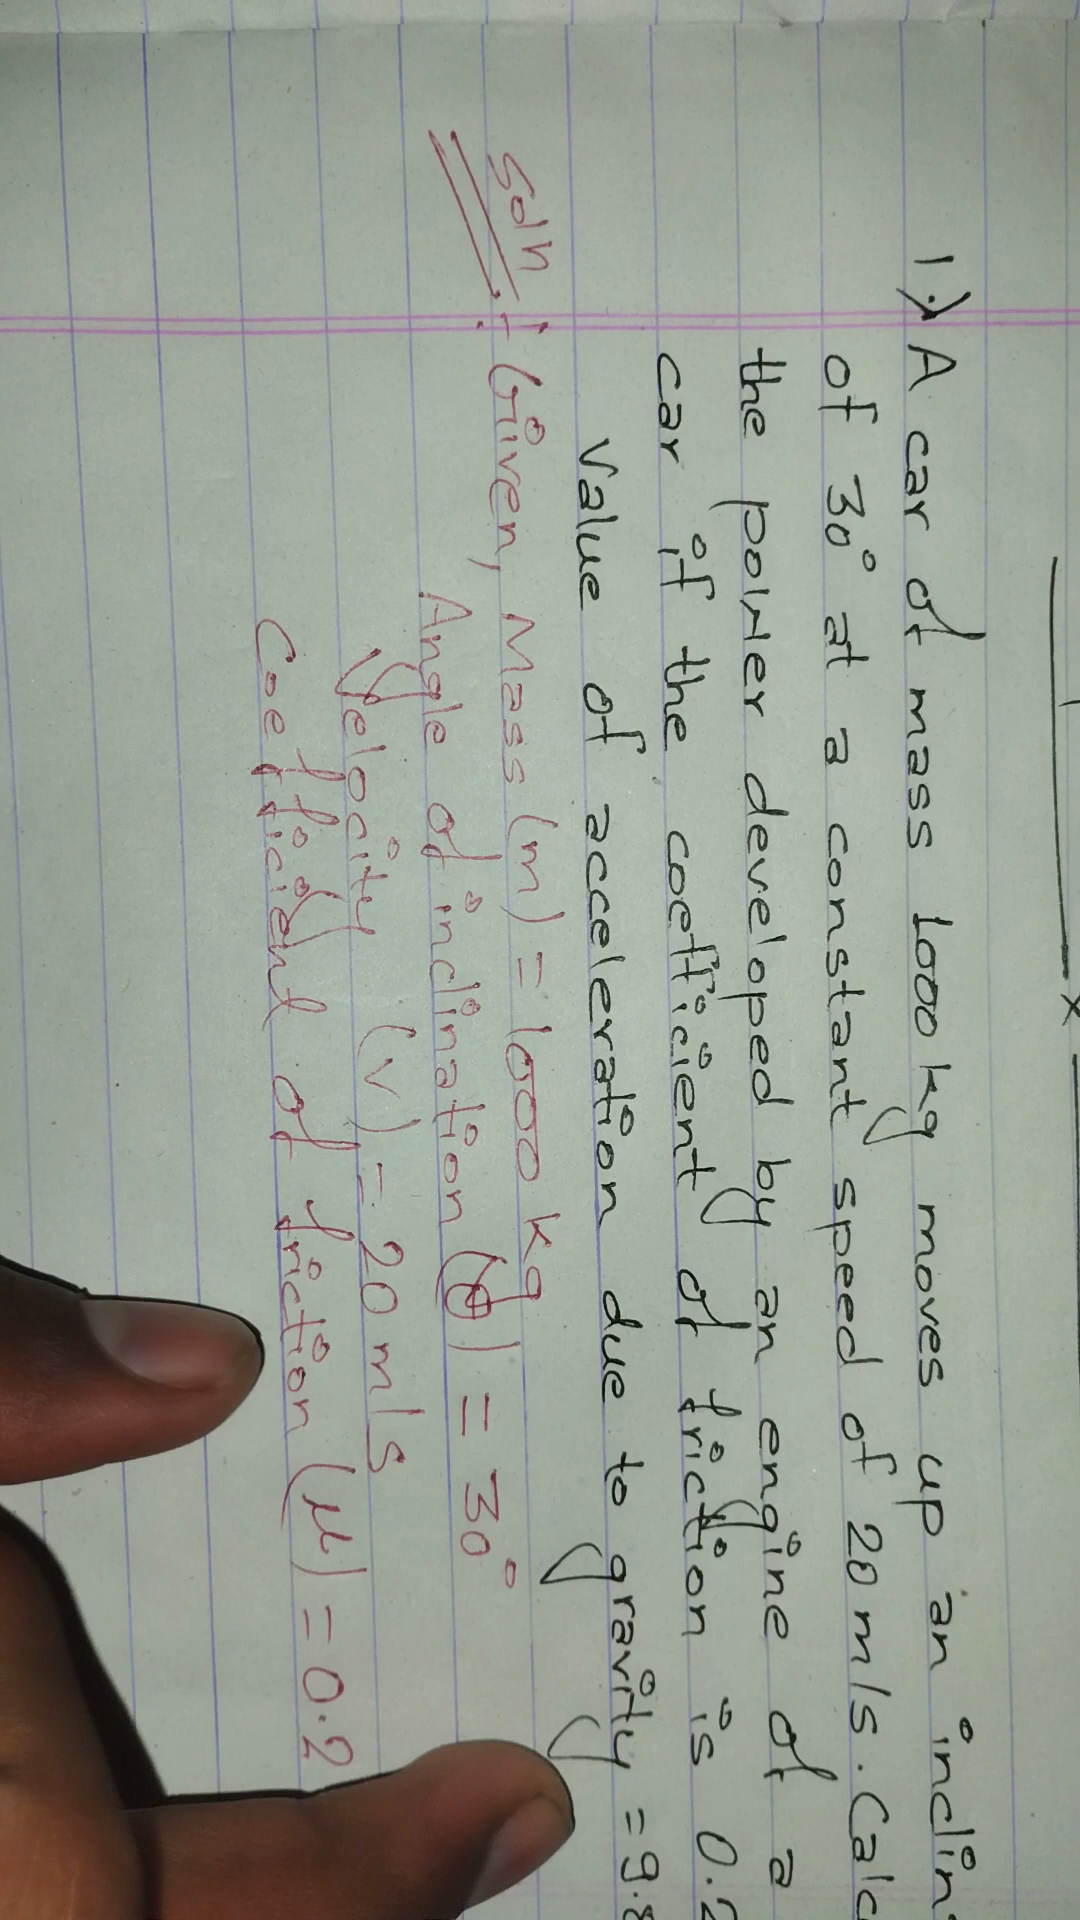 1.) A car of mass 1000 kg moves up an inclin
of 30° at a constant speed of 20 m/s. Calc
the power developed by an engine of a
car if the coefficient of friction is 0.2
Value of acceleration due to gravity = 9.8
Soln :- Given, Mass (m) = 1000 kg
Angle of inclination (θ) = 30°
Velocity (v) = 20 m/s
Coefficient of friction (μ) = 0.2